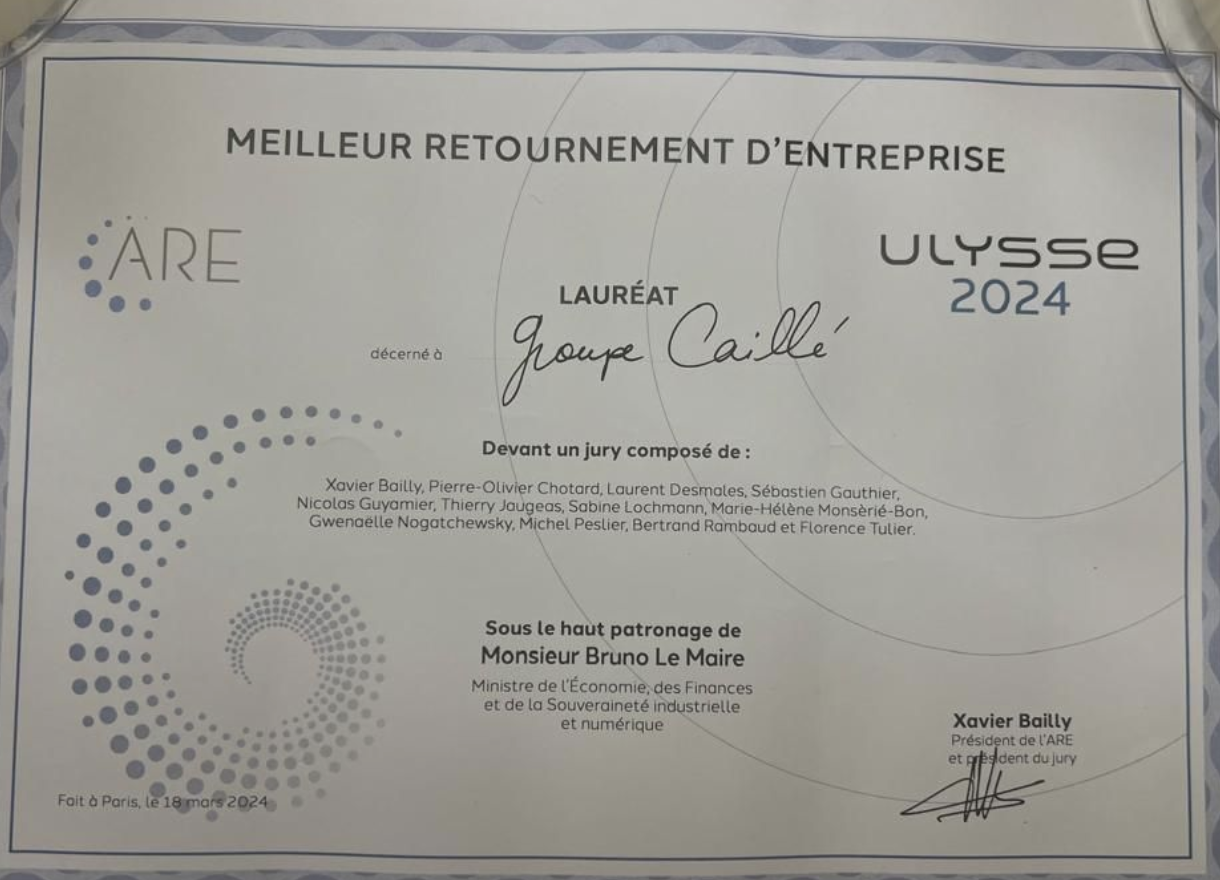 MEILLEUR RETOURNEMENT D'ENTREPRISE
ARE
ULYSSE
2024
LAURÉAT
décerné à
Groupe Caillé
Devant un jury composé de :
Xavier Bailly, Pierre-Olivier Chotard, Laurent Desmales, Sébastien Gauthier,
Nicolas Guyamier, Thierry Jaugeas, Sabine Lochmann, Marie-Hélène Monsèrié-Bon,
Gwenaëlle Nogatchewsky, Michel Peslier, Bertrand Rambaud et Florence Tulier.
Sous le haut patronage de
Monsieur Bruno Le Maire
Ministre de l'Économie, des Finances
et de la Souveraineté industrielle
et numérique
Xavier Bailly
Président de l'ARE
et président du jury
Fait à Paris, le 18 mars 2024